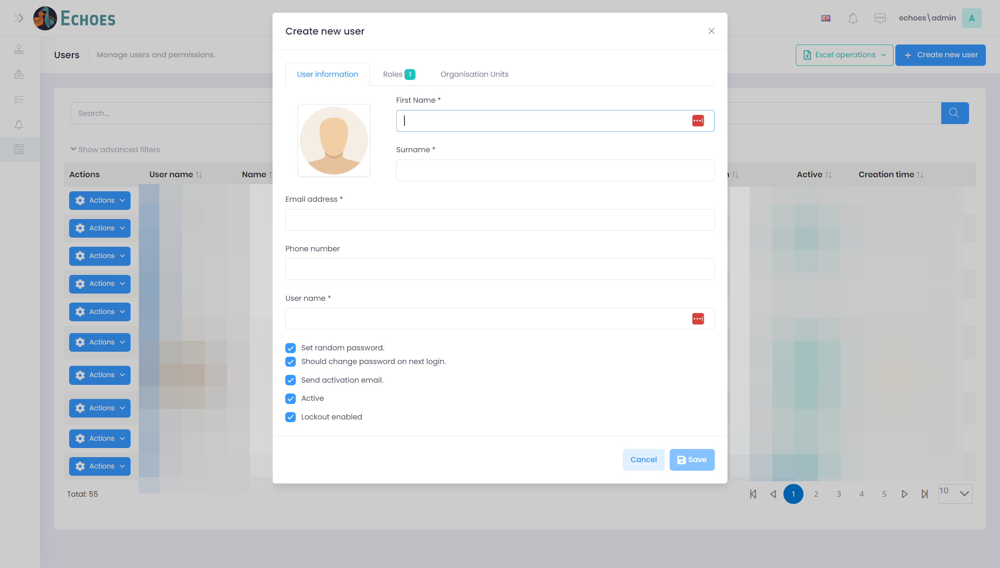 ECHOES
echoes\admin
A
Users
Manage users and permissions.
Excel operations
+ Create new user
Search...
Show advanced filters
Actions
User name
Name
Active
Creation time
Actions
Actions
Actions
Actions
Actions
Actions
Actions
Actions
Actions
Actions
Total: 55
1
2
3
4
5
10
Create new user
User information
Roles 1
Organisation Units
First Name *
Surname *
Email address *
Phone number
User name *
Set random password.
Should change password on next login.
Send activation email.
Active
Lockout enabled
Cancel
Save